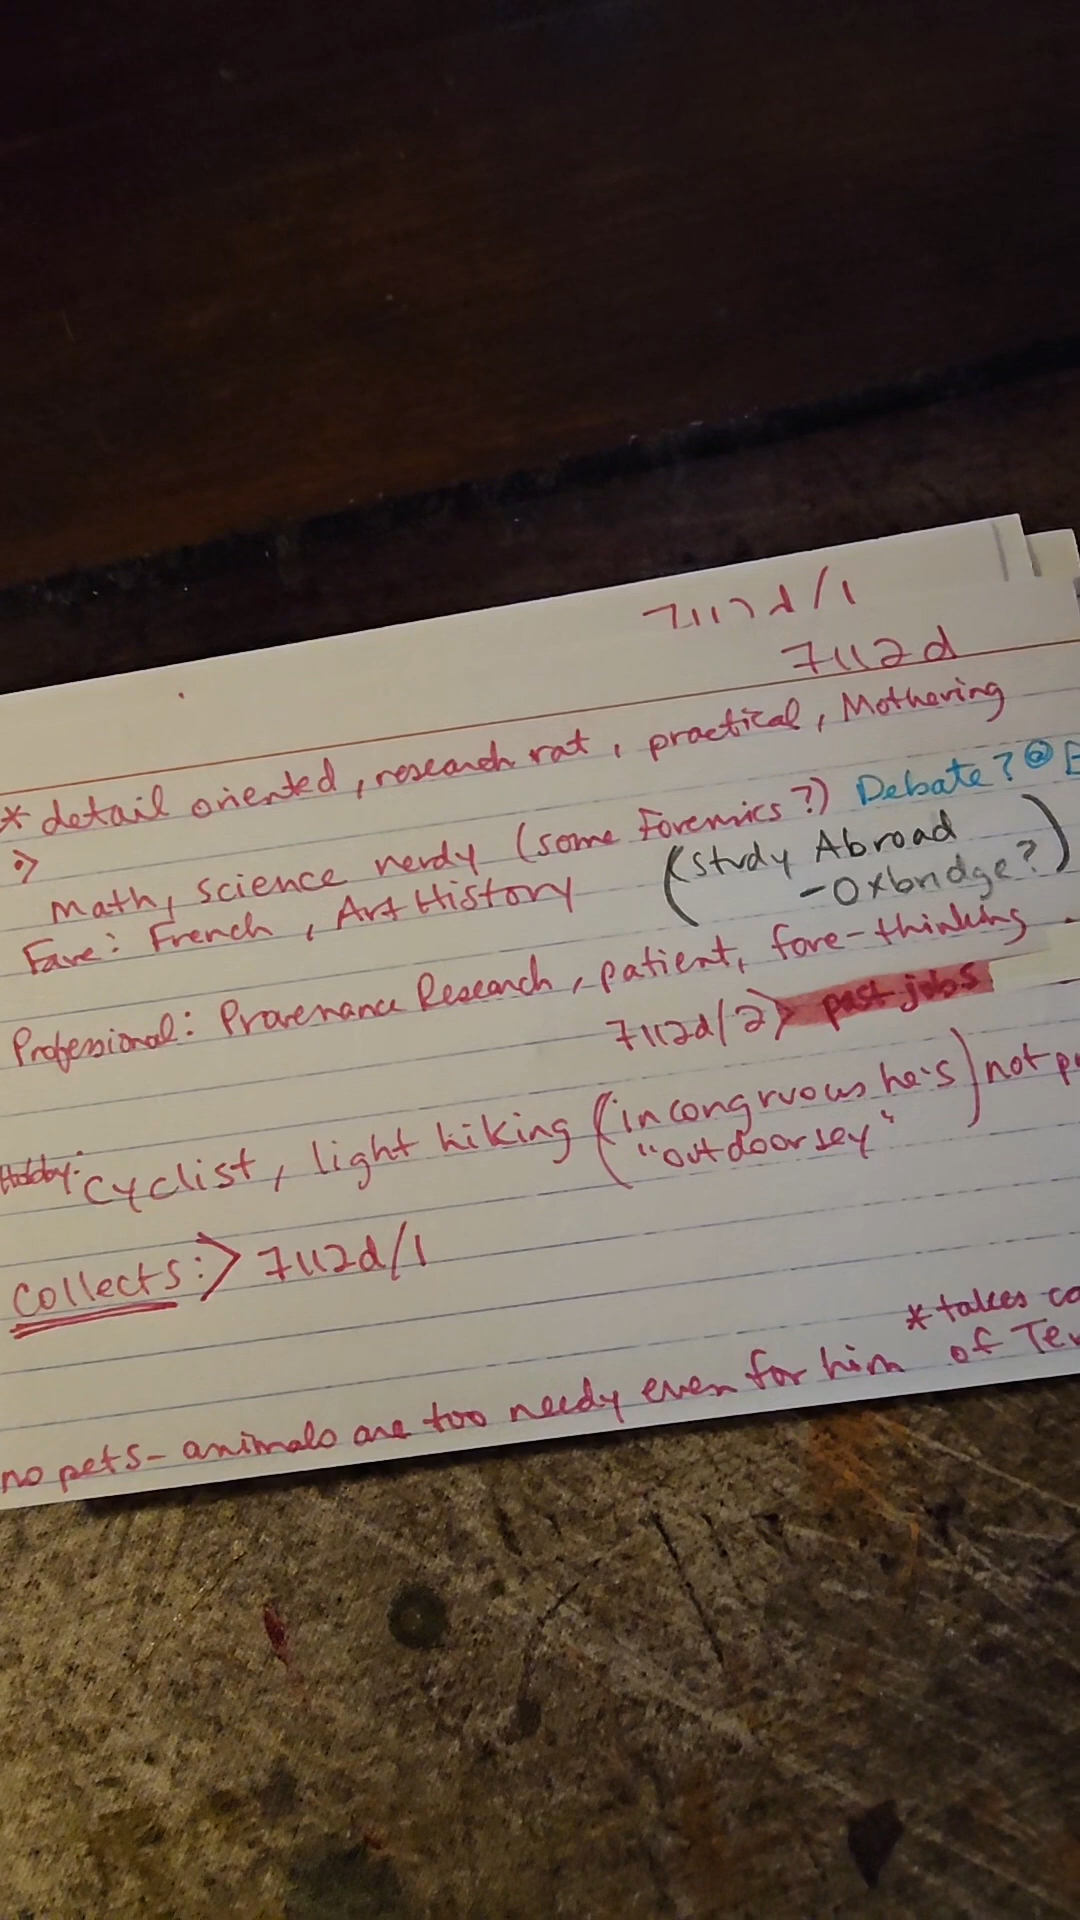 7112d/1
7112d
* detail oriented, research rat, practical, Mothering
Math, science nerdy (some Forensics?) Debate? @ E
Fave: French, Art History (Study Abroad
- Oxbridge?)
Professional: Provenance Research, patient, fore-thinking
7112d/2> past jobs
Hobby: cyclist, light hiking (incongruous he's) not p
"outdoorsey"
Collects:> 7112d/1
* takes ca
no pets - animals are too needy even for him of Te